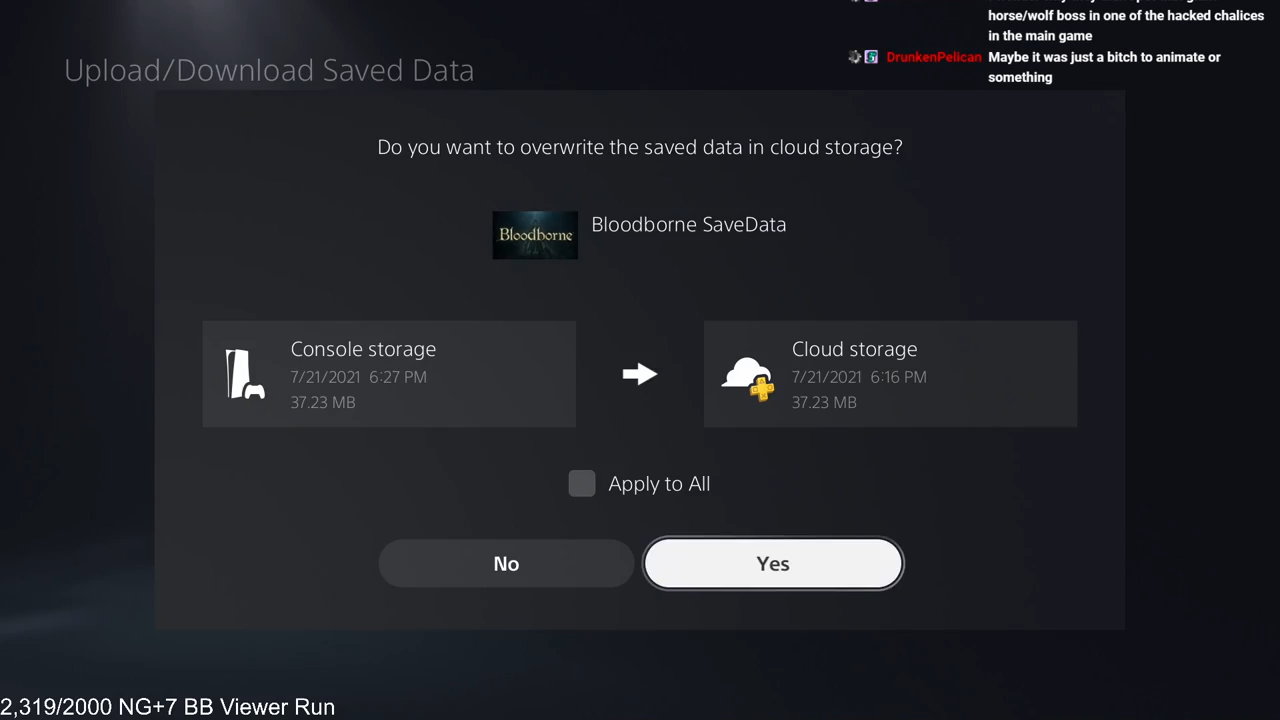 horse/wolf boss in one of the hacked chalices
in the main game
DrunkenPelican Maybe it was just a bitch to animate or
something
Upload/Download Saved Data
Do you want to overwrite the saved data in cloud storage?
Bloodborne
Bloodborne SaveData
Console storage
7/21/2021 6:27 PM
37.23 MB
Cloud storage
7/21/2021 6:16 PM
37.23 MB
Apply to All
No
Yes
2,319/2000 NG+7 BB Viewer Run